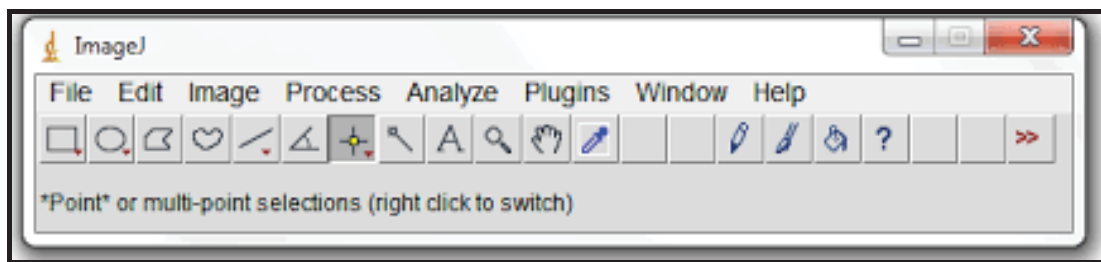 ImageJ
File Edit Image Process Analyze Plugins Window Help
A ? >>
*Point* or multi-point selections (right click to switch)